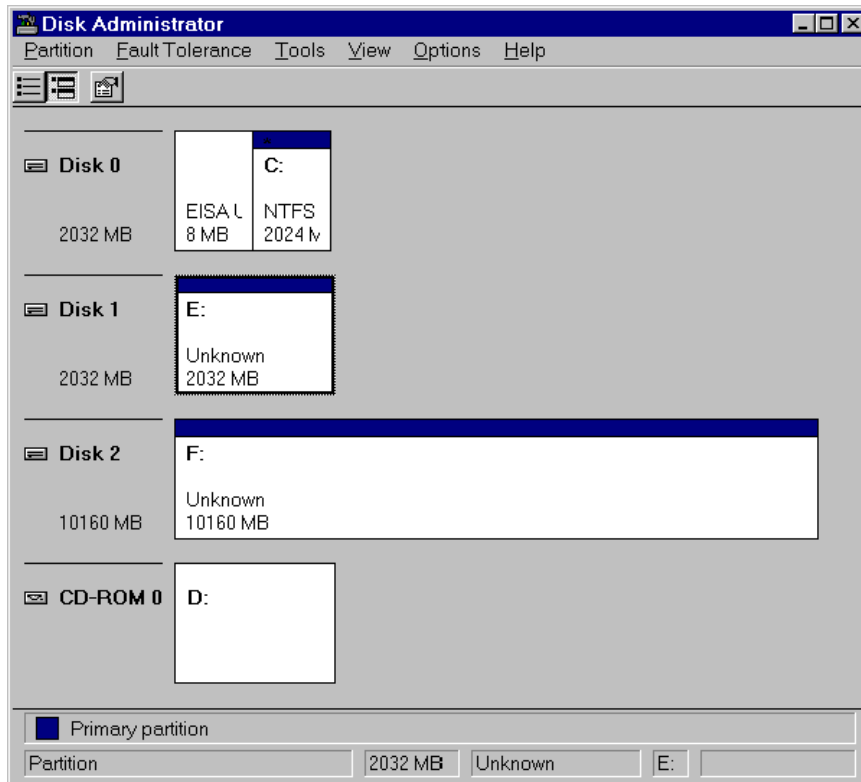 Disk Administrator
Partition Fault Tolerance Tools View Options Help
Disk 0
2032 MB
EISA
8 MB
C:
NTFS
2024 M
Disk 1
2032 MB
E:
Unknown
2032 MB
Disk 2
10160 MB
F:
Unknown
10160 MB
CD-ROM 0
D:
Primary partition
Partition 2032 MB Unknown E: